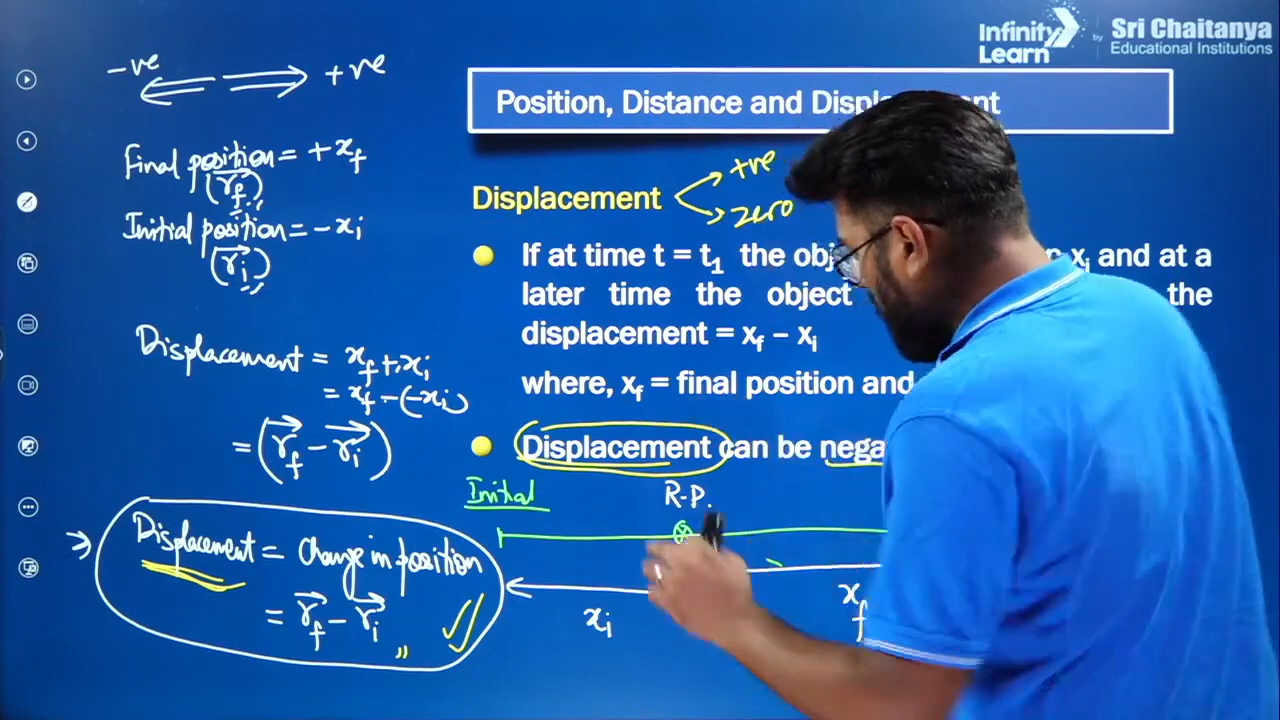 Infinity
Learn
by
Sri Chaitanya
Educational Institutions
-ve +ve
Position, Distance and Disp ent
Final position = + xf
(rf)
Initial position = - xi
(ri)
Displacement
+ve
zero
If at time t = t1 the obj xi and at a
later time the object the
displacement = xf – xi
where, xf = final position and
Displacement = xf + xi
= xf - (-xi)
= (rf - ri)
Displacement can be nega
Initial R.P.
Displacement = Change in position
= rf - ri
xi
xf